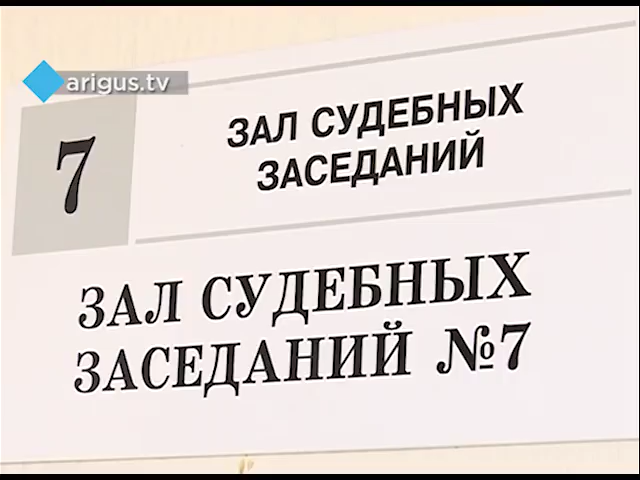 arigus.tv
7
ЗАЛ СУДЕБНЫХ
ЗАСЕДАНИЙ
ЗАЛ СУДЕБНЫХ
ЗАСЕДАНИЙ №7